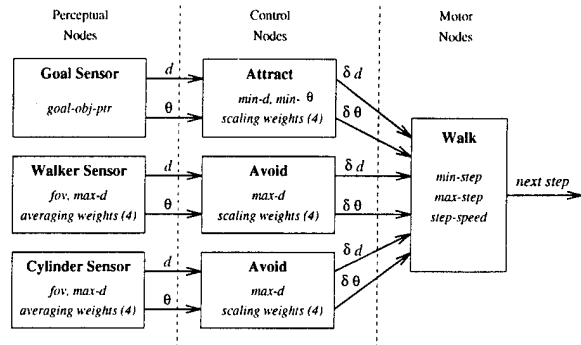 Perceptual
Nodes
Control
Nodes
Motor
Nodes
Goal Sensor
goal-obj-ptr
d
θ
Attract
min-d, min- θ
scaling weights (4)
δ d
δ θ
Walker Sensor
fov, max-d
averaging weights (4)
d
θ
Avoid
max-d
scaling weights (4)
δ d
δ θ
Cylinder Sensor
fov, max-d
averaging weights (4)
d
θ
Avoid
max-d
scaling weights (4)
δ d
δ θ
Walk
min-step
max-step
step-speed
next step